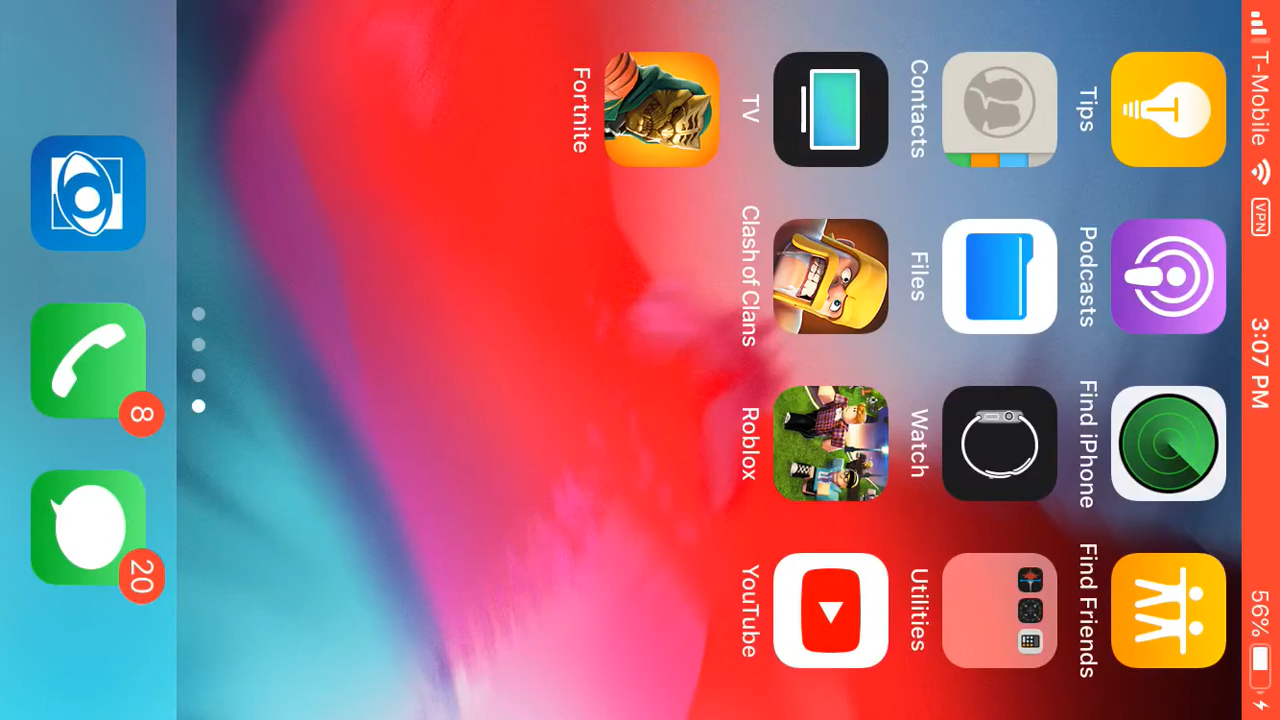 T-Mobile VPN 3:07 PM 56%
Tips Podcasts Find iPhone Find Friends
Contacts Files Watch Utilities
TV Clash of Clans Roblox YouTube
Fortnite
8 20